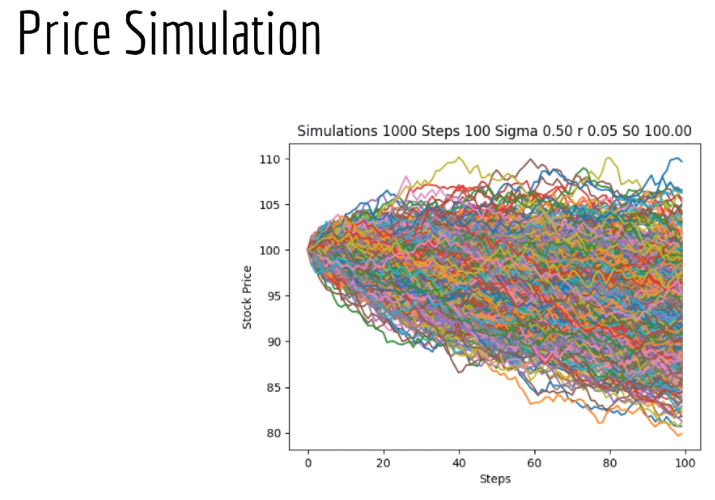 Price Simulation
Simulations 1000 Steps 100 Sigma 0.50 r 0.05 S0 100.00
110
105
100
95
90
85
80
Stock Price
0 20 40 60 80 100
Steps